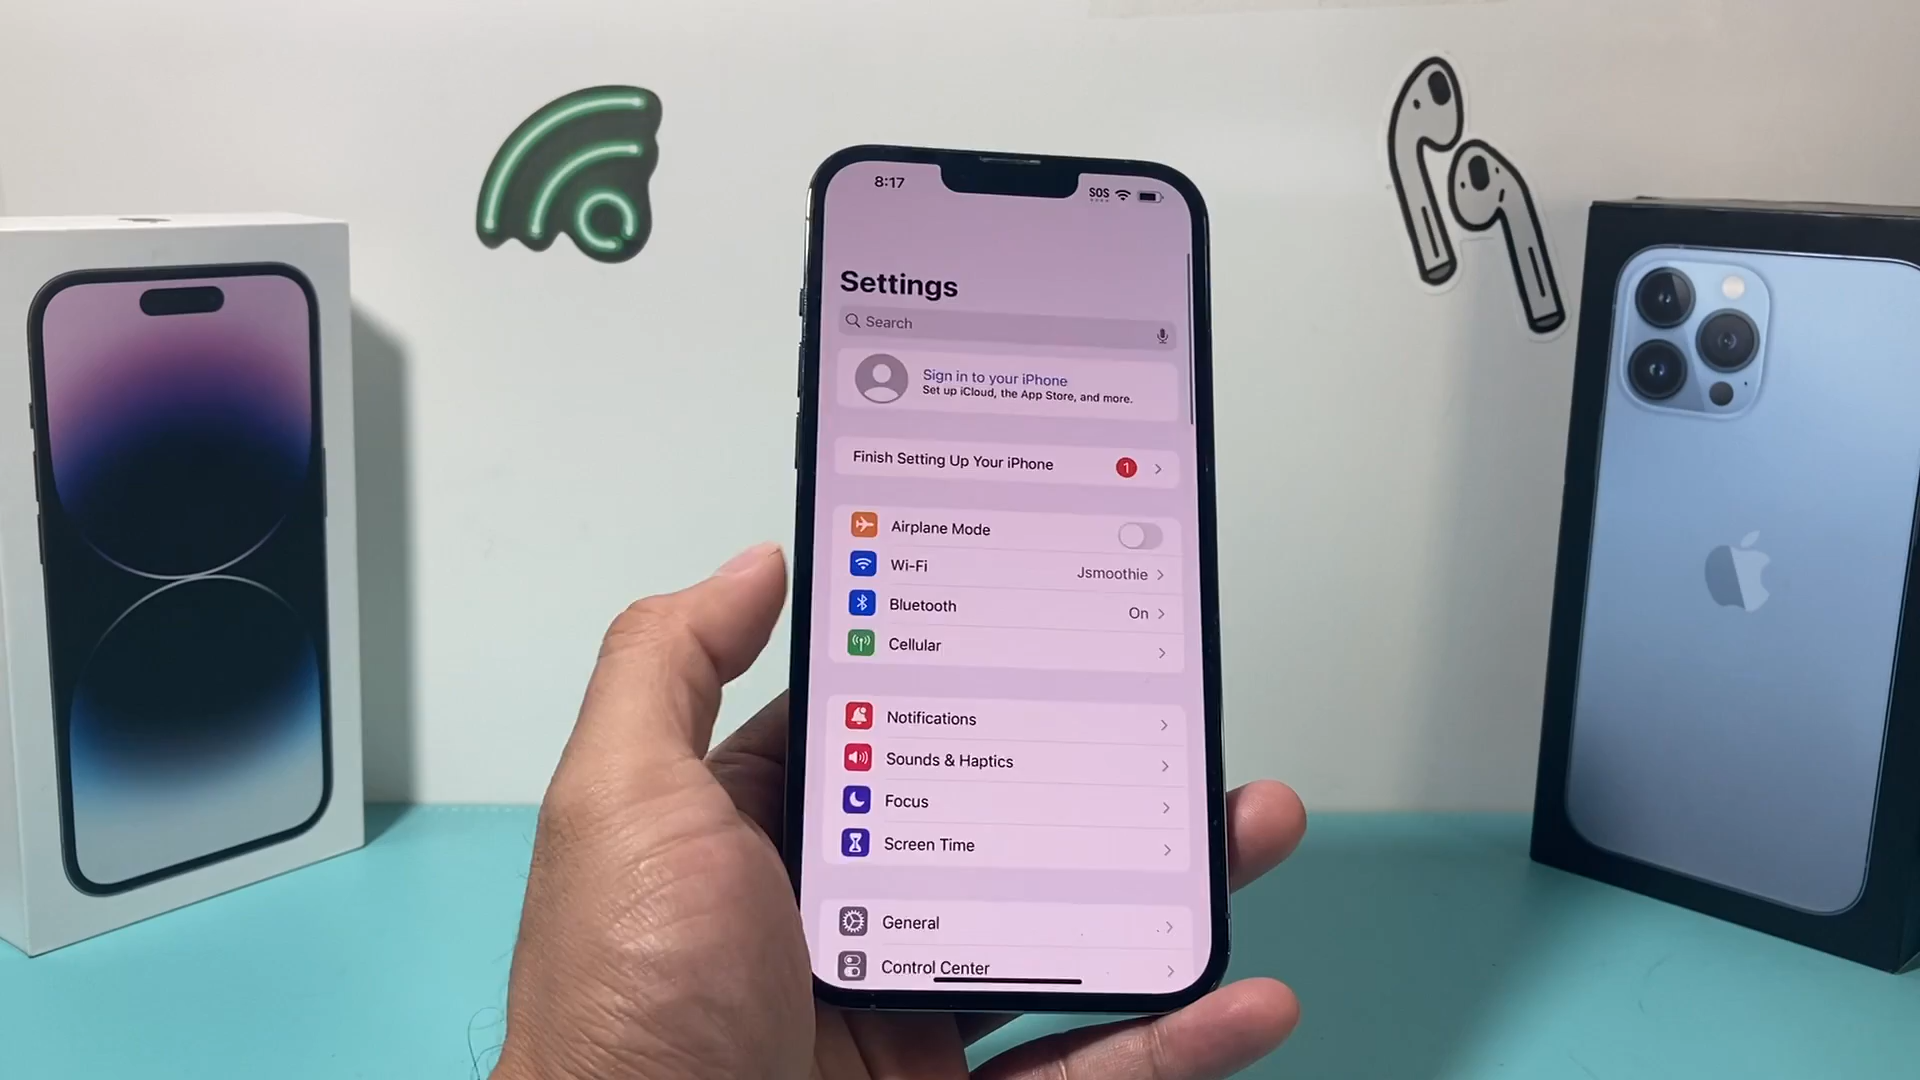 8:17
SOS
Settings
Search
Sign in to your iPhone
Set up iCloud, the App Store, and more.
Finish Setting Up Your iPhone 1
Airplane Mode
Wi-Fi Jsmoothie
Bluetooth On
Cellular
Notifications
Sounds & Haptics
Focus
Screen Time
General
Control Center